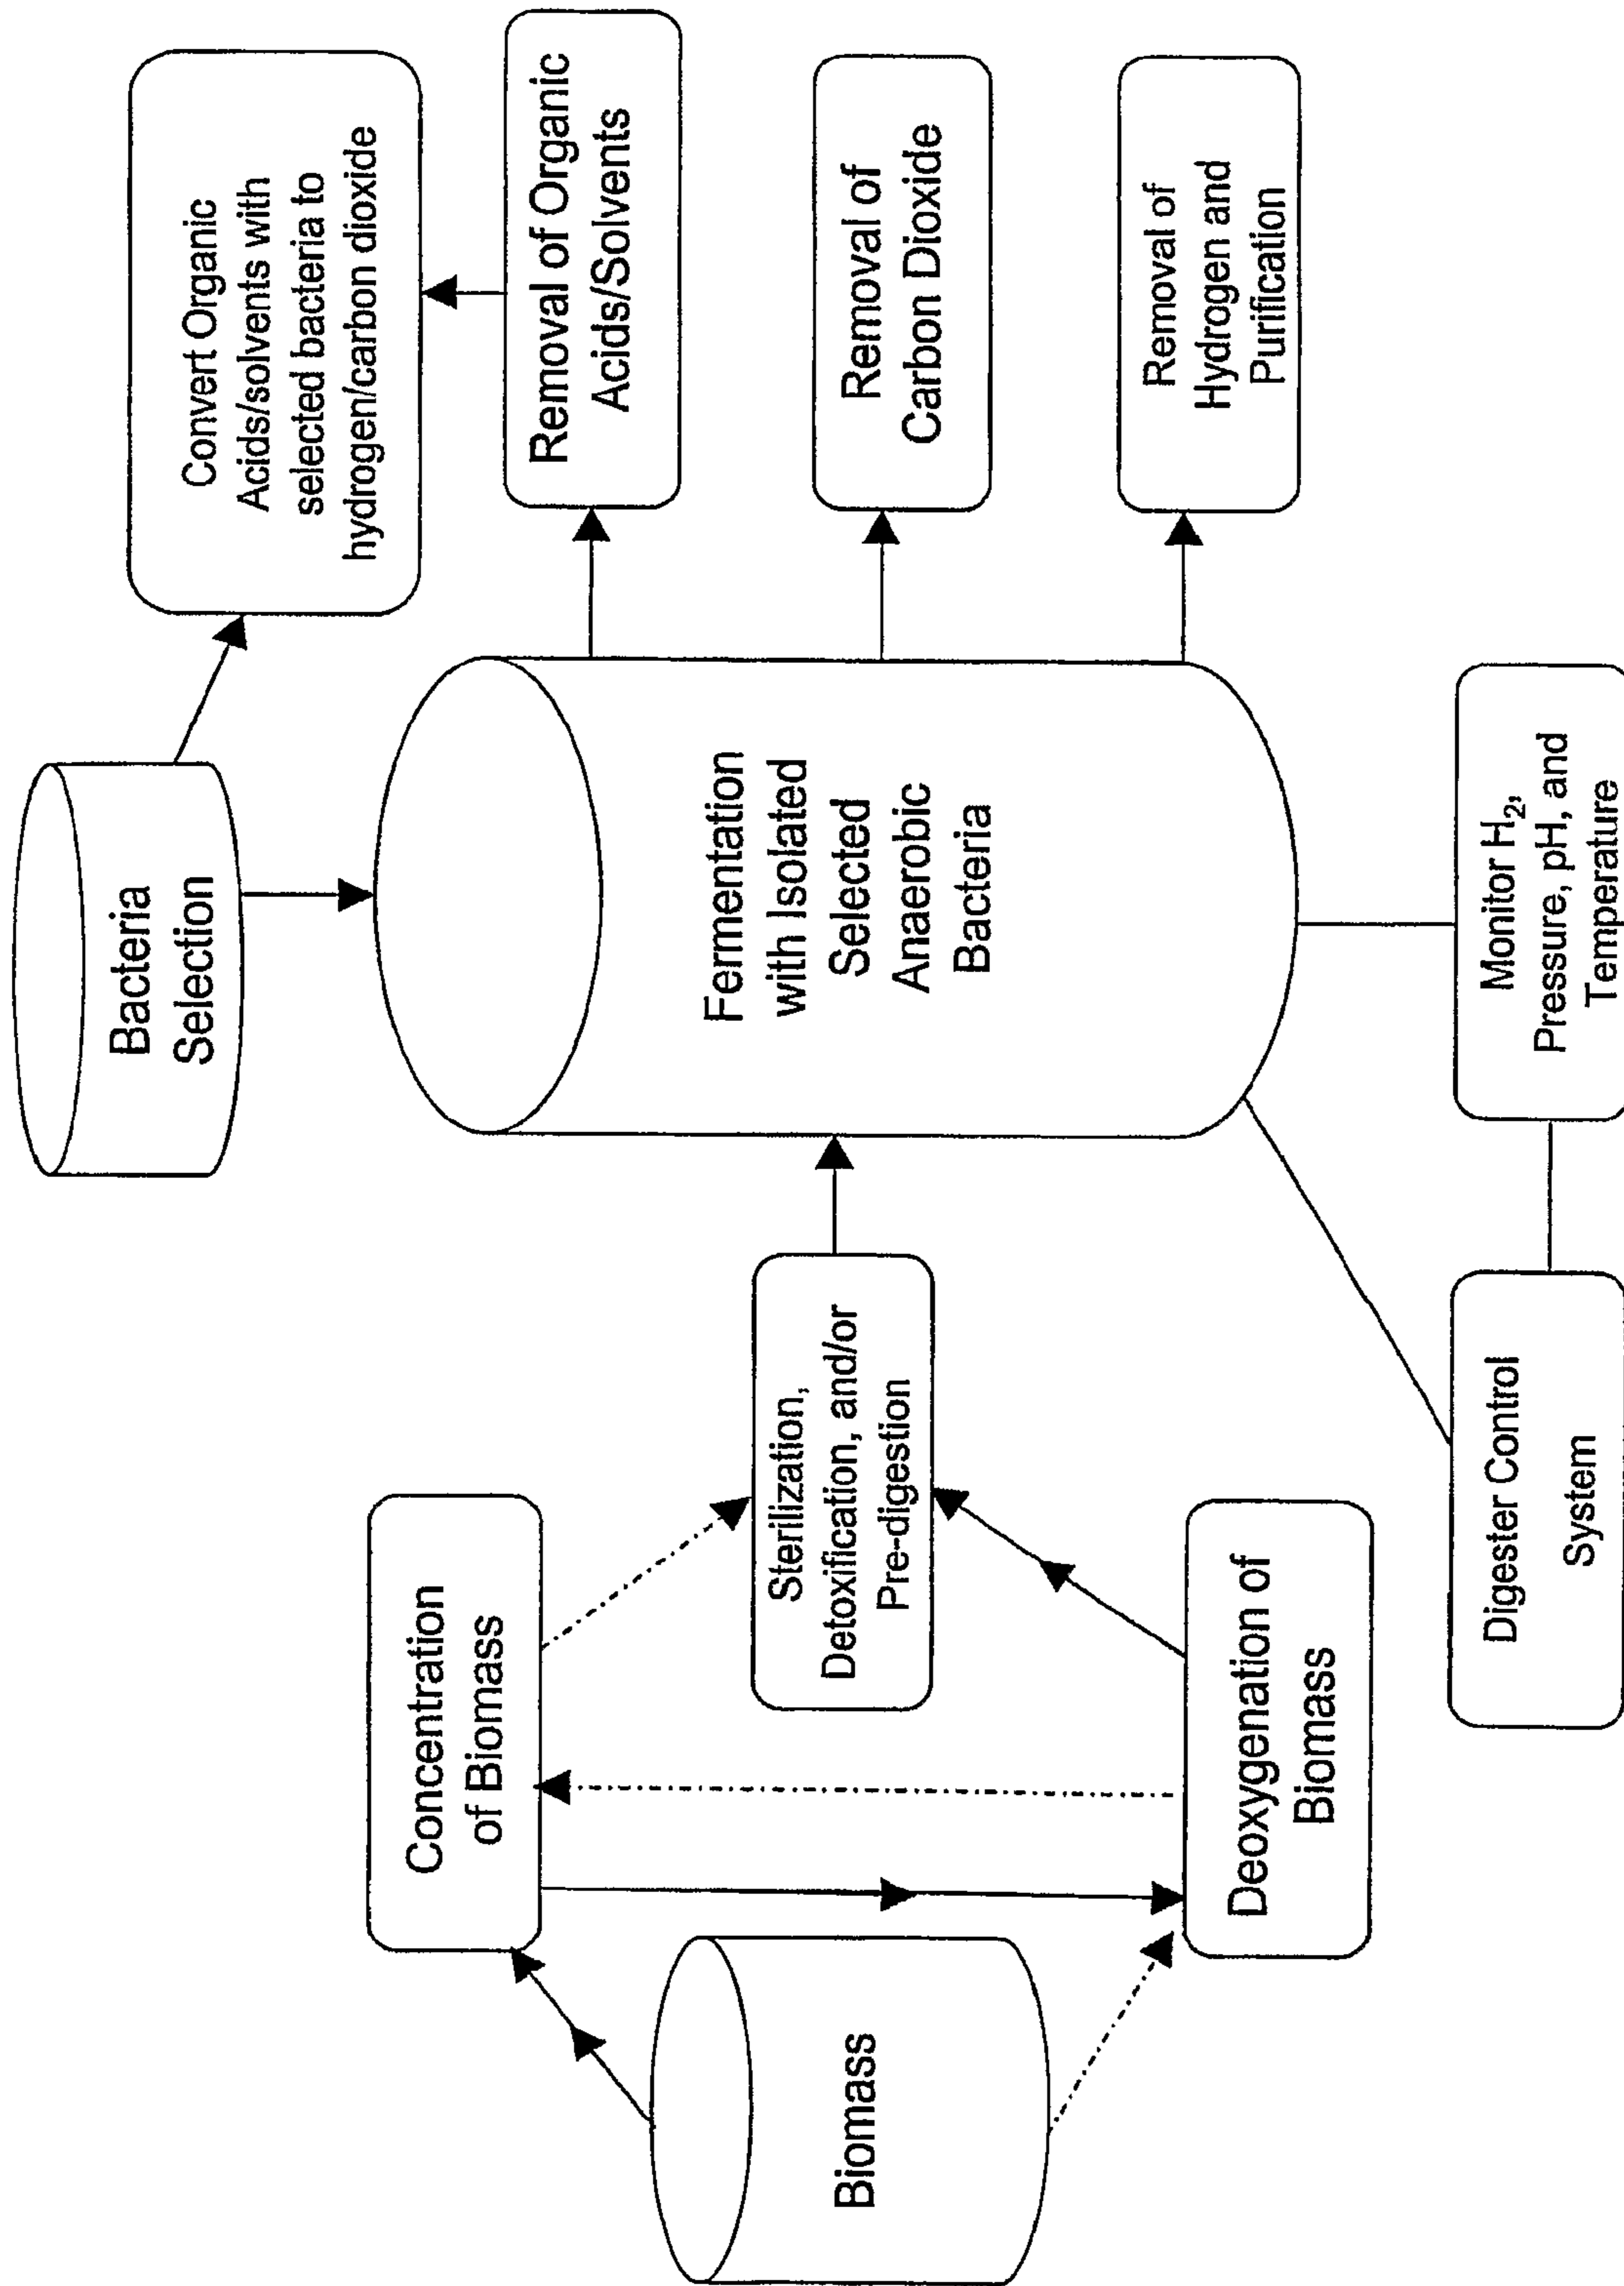 Bacteria
Selection
Convert Organic
Acids/solvents with
selected bacteria to
hydrogen/carbon dioxide
Concentration
of Biomass
Removal of Organic
Acids/Solvents
Biomass
Sterilization,
Detoxification, and/or
Pre-digestion
Fermentation
with Isolated
Selected
Anaerobic
Bacteria
Removal of
Carbon Dioxide
Deoxygenation of
Biomass
Removal of
Hydrogen and
Purification
Digester Control
System
Monitor H₂,
Pressure, pH, and
Temperature